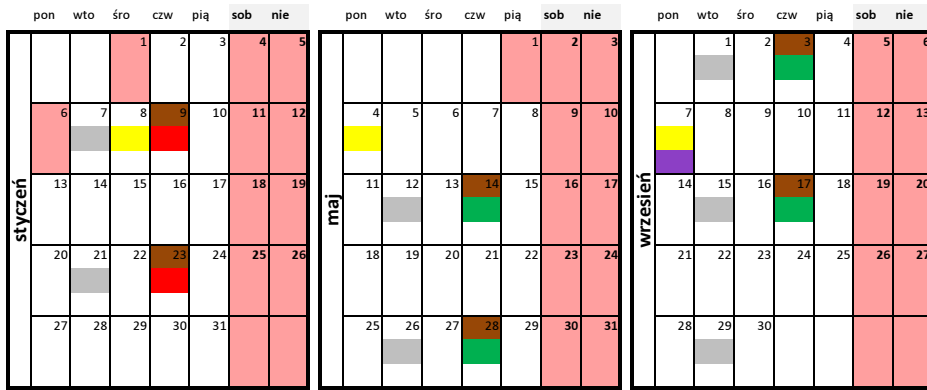 pon wto śro czw pią sob nie pon wto śro czw pią sob nie pon wto śro czw pią sob nie
styczeń
1 2 3 4 5
6 7 8 9 10 11 12
13 14 15 16 17 18 19
20 21 22 23 24 25 26
27 28 29 30 31
maj
1 2 3
4 5 6 7 8 9 10
11 12 13 14 15 16 17
18 19 20 21 22 23 24
25 26 27 28 29 30 31
wrzesień
1 2 3 4 5 6
7 8 9 10 11 12 13
14 15 16 17 18 19 20
21 22 23 24 25 26 27
28 29 30